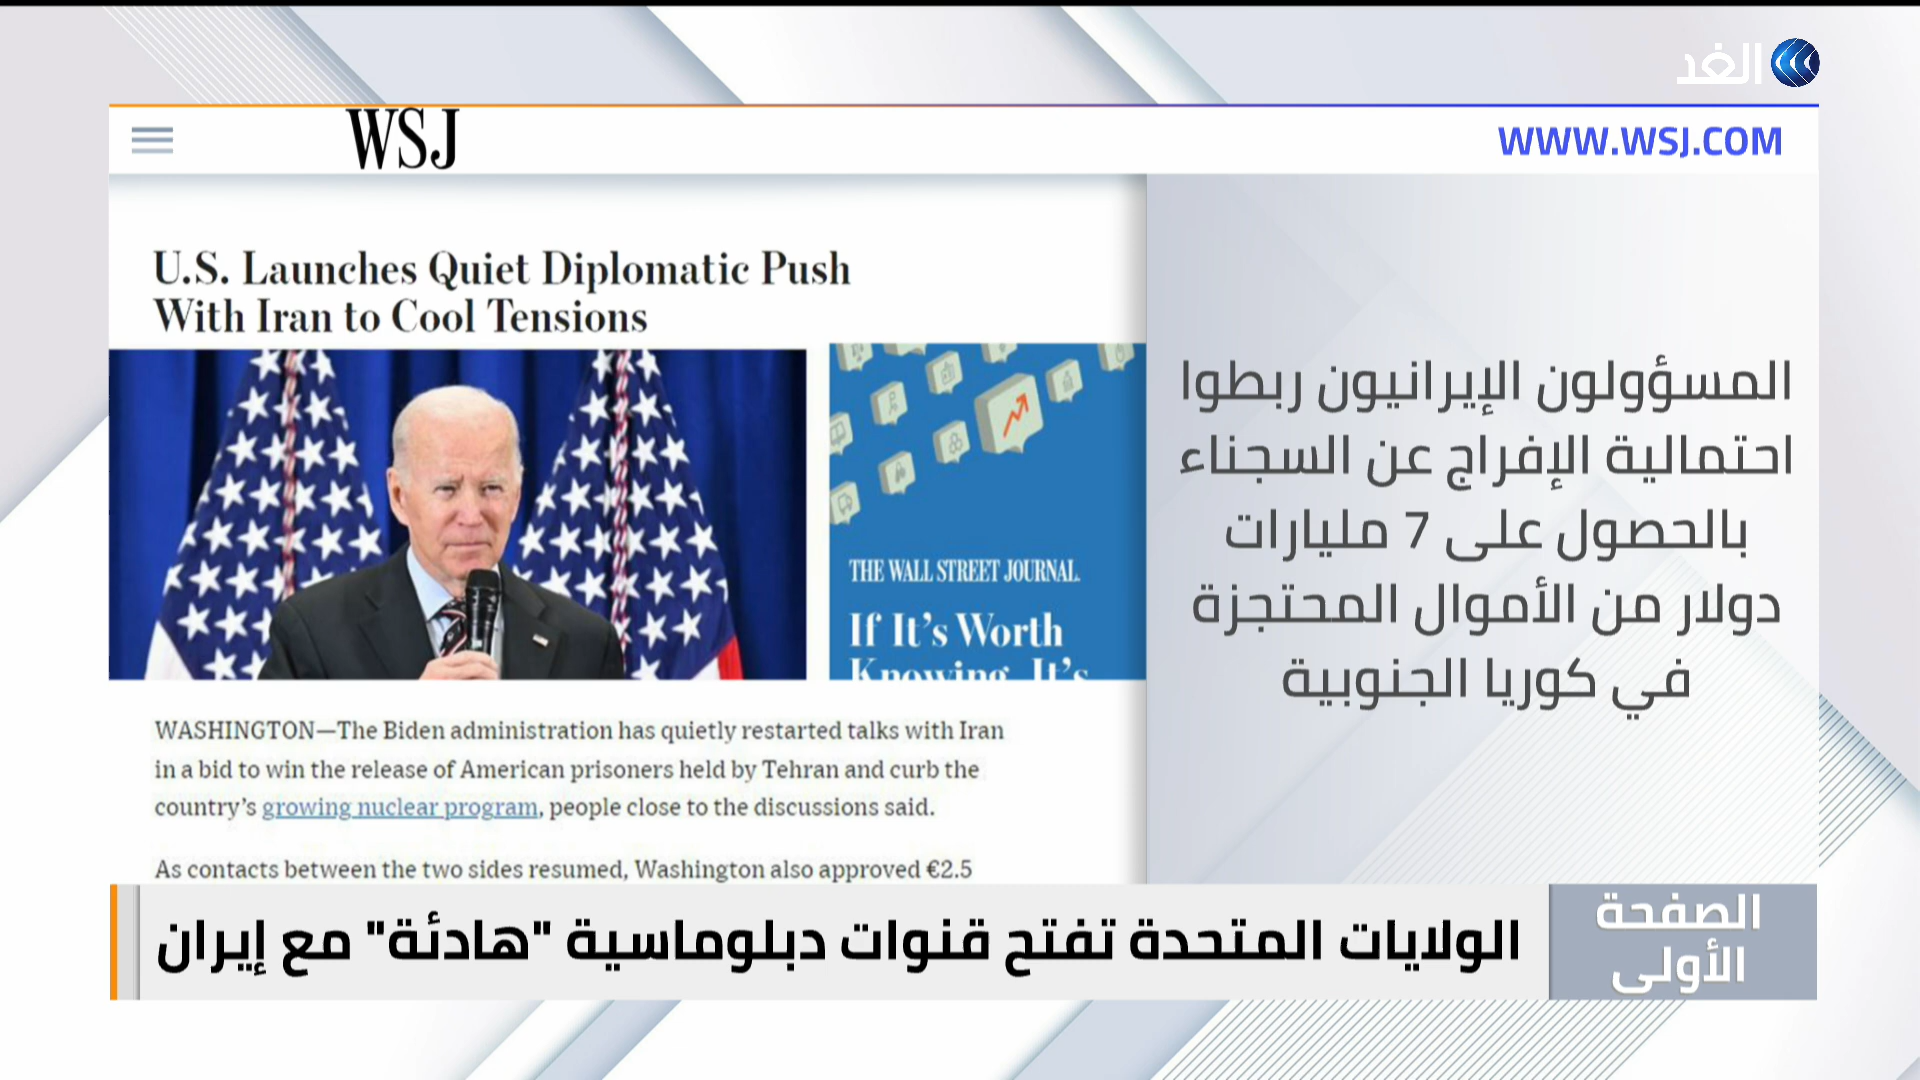 الغد
WSJ
WWW.WSJ.COM
U.S. Launches Quiet Diplomatic Push
With Iran to Cool Tensions
THE WALL STREET JOURNAL.
If It's Worth
Knowing, It's
المسؤولون الإيرانيون ربطوا
احتمالية الإفراج عن السجناء
بالحصول على 7 مليارات
دولار من الأموال المحتجزة
في كوريا الجنوبية
WASHINGTON—The Biden administration has quietly restarted talks with Iran
in a bid to win the release of American prisoners held by Tehran and curb the
country's growing nuclear program, people close to the discussions said.
As contacts between the two sides resumed, Washington also approved €2.5
الصفحة
الأولى
الولايات المتحدة تفتح قنوات دبلوماسية "هادئة" مع إيران